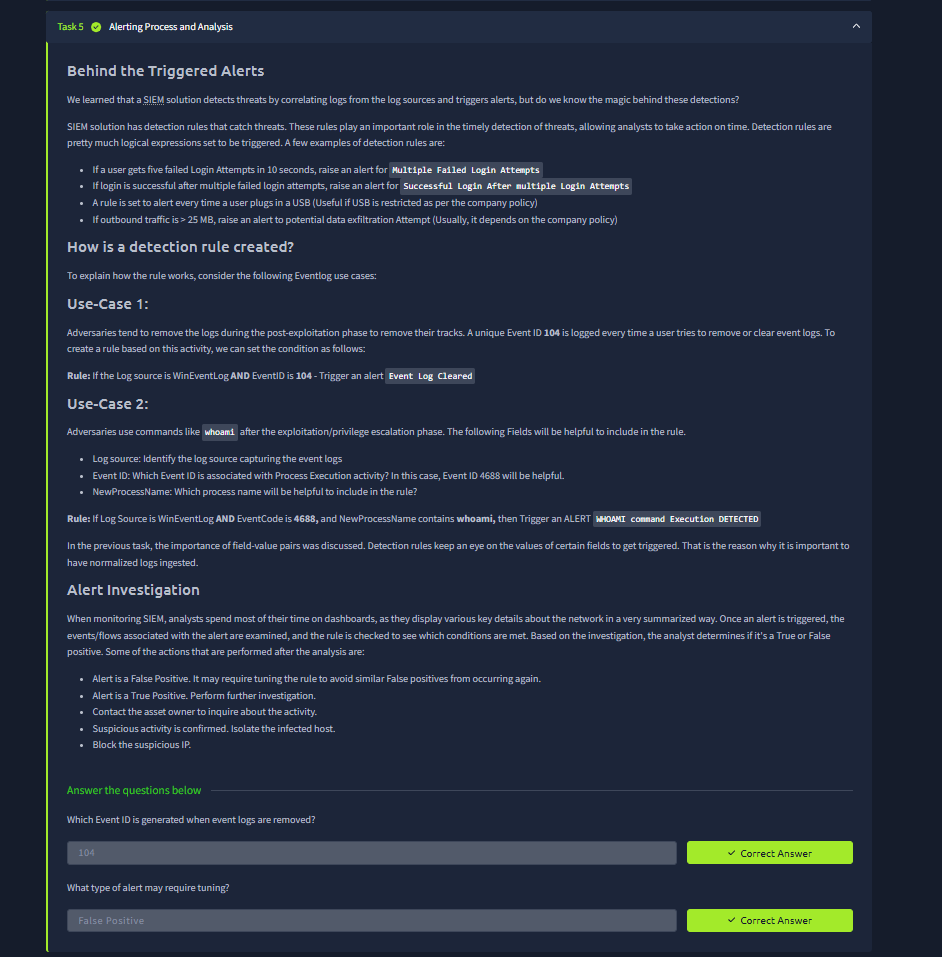 Task 5 Alerting Process and Analysis
Behind the Triggered Alerts
We learned that a SIEM solution detects threats by correlating logs from the log sources and triggers alerts, but do we know the magic behind these detections?
SIEM solution has detection rules that catch threats. These rules play an important role in the timely detection of threats, allowing analysts to take action on time. Detection rules are
pretty much logical expressions set to be triggered. A few examples of detection rules are:
• If a user gets five failed Login Attempts in 10 seconds, raise an alert for Multiple Failed Login Attempts
• If login is successful after multiple failed login attempts, raise an alert for Successful Login After multiple Login Attempts
• A rule is set to alert every time a user plugs in a USB (Useful if USB is restricted as per the company policy)
• If outbound traffic is > 25 MB, raise an alert to potential data exfiltration Attempt (Usually, it depends on the company policy)
How is a detection rule created?
To explain how the rule works, consider the following Eventlog use cases:
Use-Case 1:
Adversaries tend to remove the logs during the post-exploitation phase to remove their tracks. A unique Event ID 104 is logged every time a user tries to remove or clear event logs. To
create a rule based on this activity, we can set the condition as follows:
Rule: If the Log source is WinEventLog AND EventID is 104 - Trigger an alert Event Log Cleared
Use-Case 2:
Adversaries use commands like whoami after the exploitation/privilege escalation phase. The following Fields will be helpful to include in the rule.
• Log source: Identify the log source capturing the event logs
• Event ID: Which Event ID is associated with Process Execution activity? In this case, Event ID 4688 will be helpful.
• NewProcessName: Which process name will be helpful to include in the rule?
Rule: If Log Source is WinEventLog AND EventCode is 4688, and NewProcessName contains whoami, then Trigger an ALERT WHOAMI command Execution DETECTED
In the previous task, the importance of field-value pairs was discussed. Detection rules keep an eye on the values of certain fields to get triggered. That is the reason why it is important to
have normalized logs ingested.
Alert Investigation
When monitoring SIEM, analysts spend most of their time on dashboards, as they display various key details about the network in a very summarized way. Once an alert is triggered, the
events/flows associated with the alert are examined, and the rule is checked to see which conditions are met. Based on the investigation, the analyst determines if it's a True or False
positive. Some of the actions that are performed after the analysis are:
• Alert is a False Positive. It may require tuning the rule to avoid similar False positives from occurring again.
• Alert is a True Positive. Perform further investigation.
• Contact the asset owner to inquire about the activity.
• Suspicious activity is confirmed. Isolate the infected host.
• Block the suspicious IP.
Answer the questions below
Which Event ID is generated when event logs are removed?
104 Correct Answer
What type of alert may require tuning?
False Positive Correct Answer